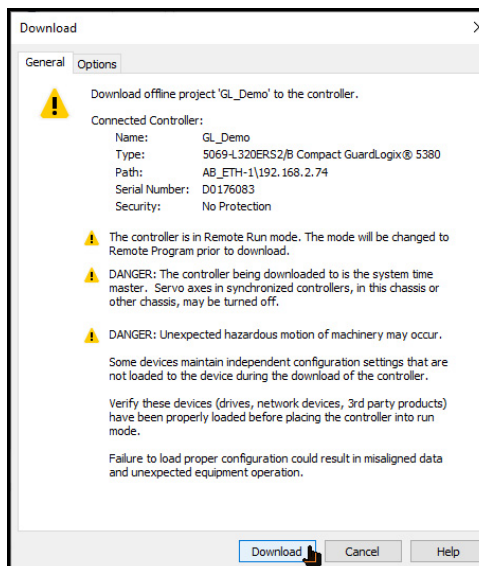 Download
General
Options
Download offline project 'GL_Demo' to the controller.
Connected Controller:
Name: GL_Demo
Type: 5069-L320ERS2/B Compact GuardLogix® 5380
Path: AB_ETH-1\192.168.2.74
Serial Number: D0176083
Security: No Protection
The controller is in Remote Run mode. The mode will be changed to
Remote Program prior to download.
DANGER: The controller being downloaded to is the system time
master. Servo axes in synchronized controllers, in this chassis or
other chassis, may be turned off.
DANGER: Unexpected hazardous motion of machinery may occur.
Some devices maintain independent configuration settings that are
not loaded to the device during the download of the controller.
Verify these devices (drives, network devices, 3rd party products)
have been properly loaded before placing the controller into run
mode.
Failure to load proper configuration could result in misaligned data
and unexpected equipment operation.
Download
Cancel
Help